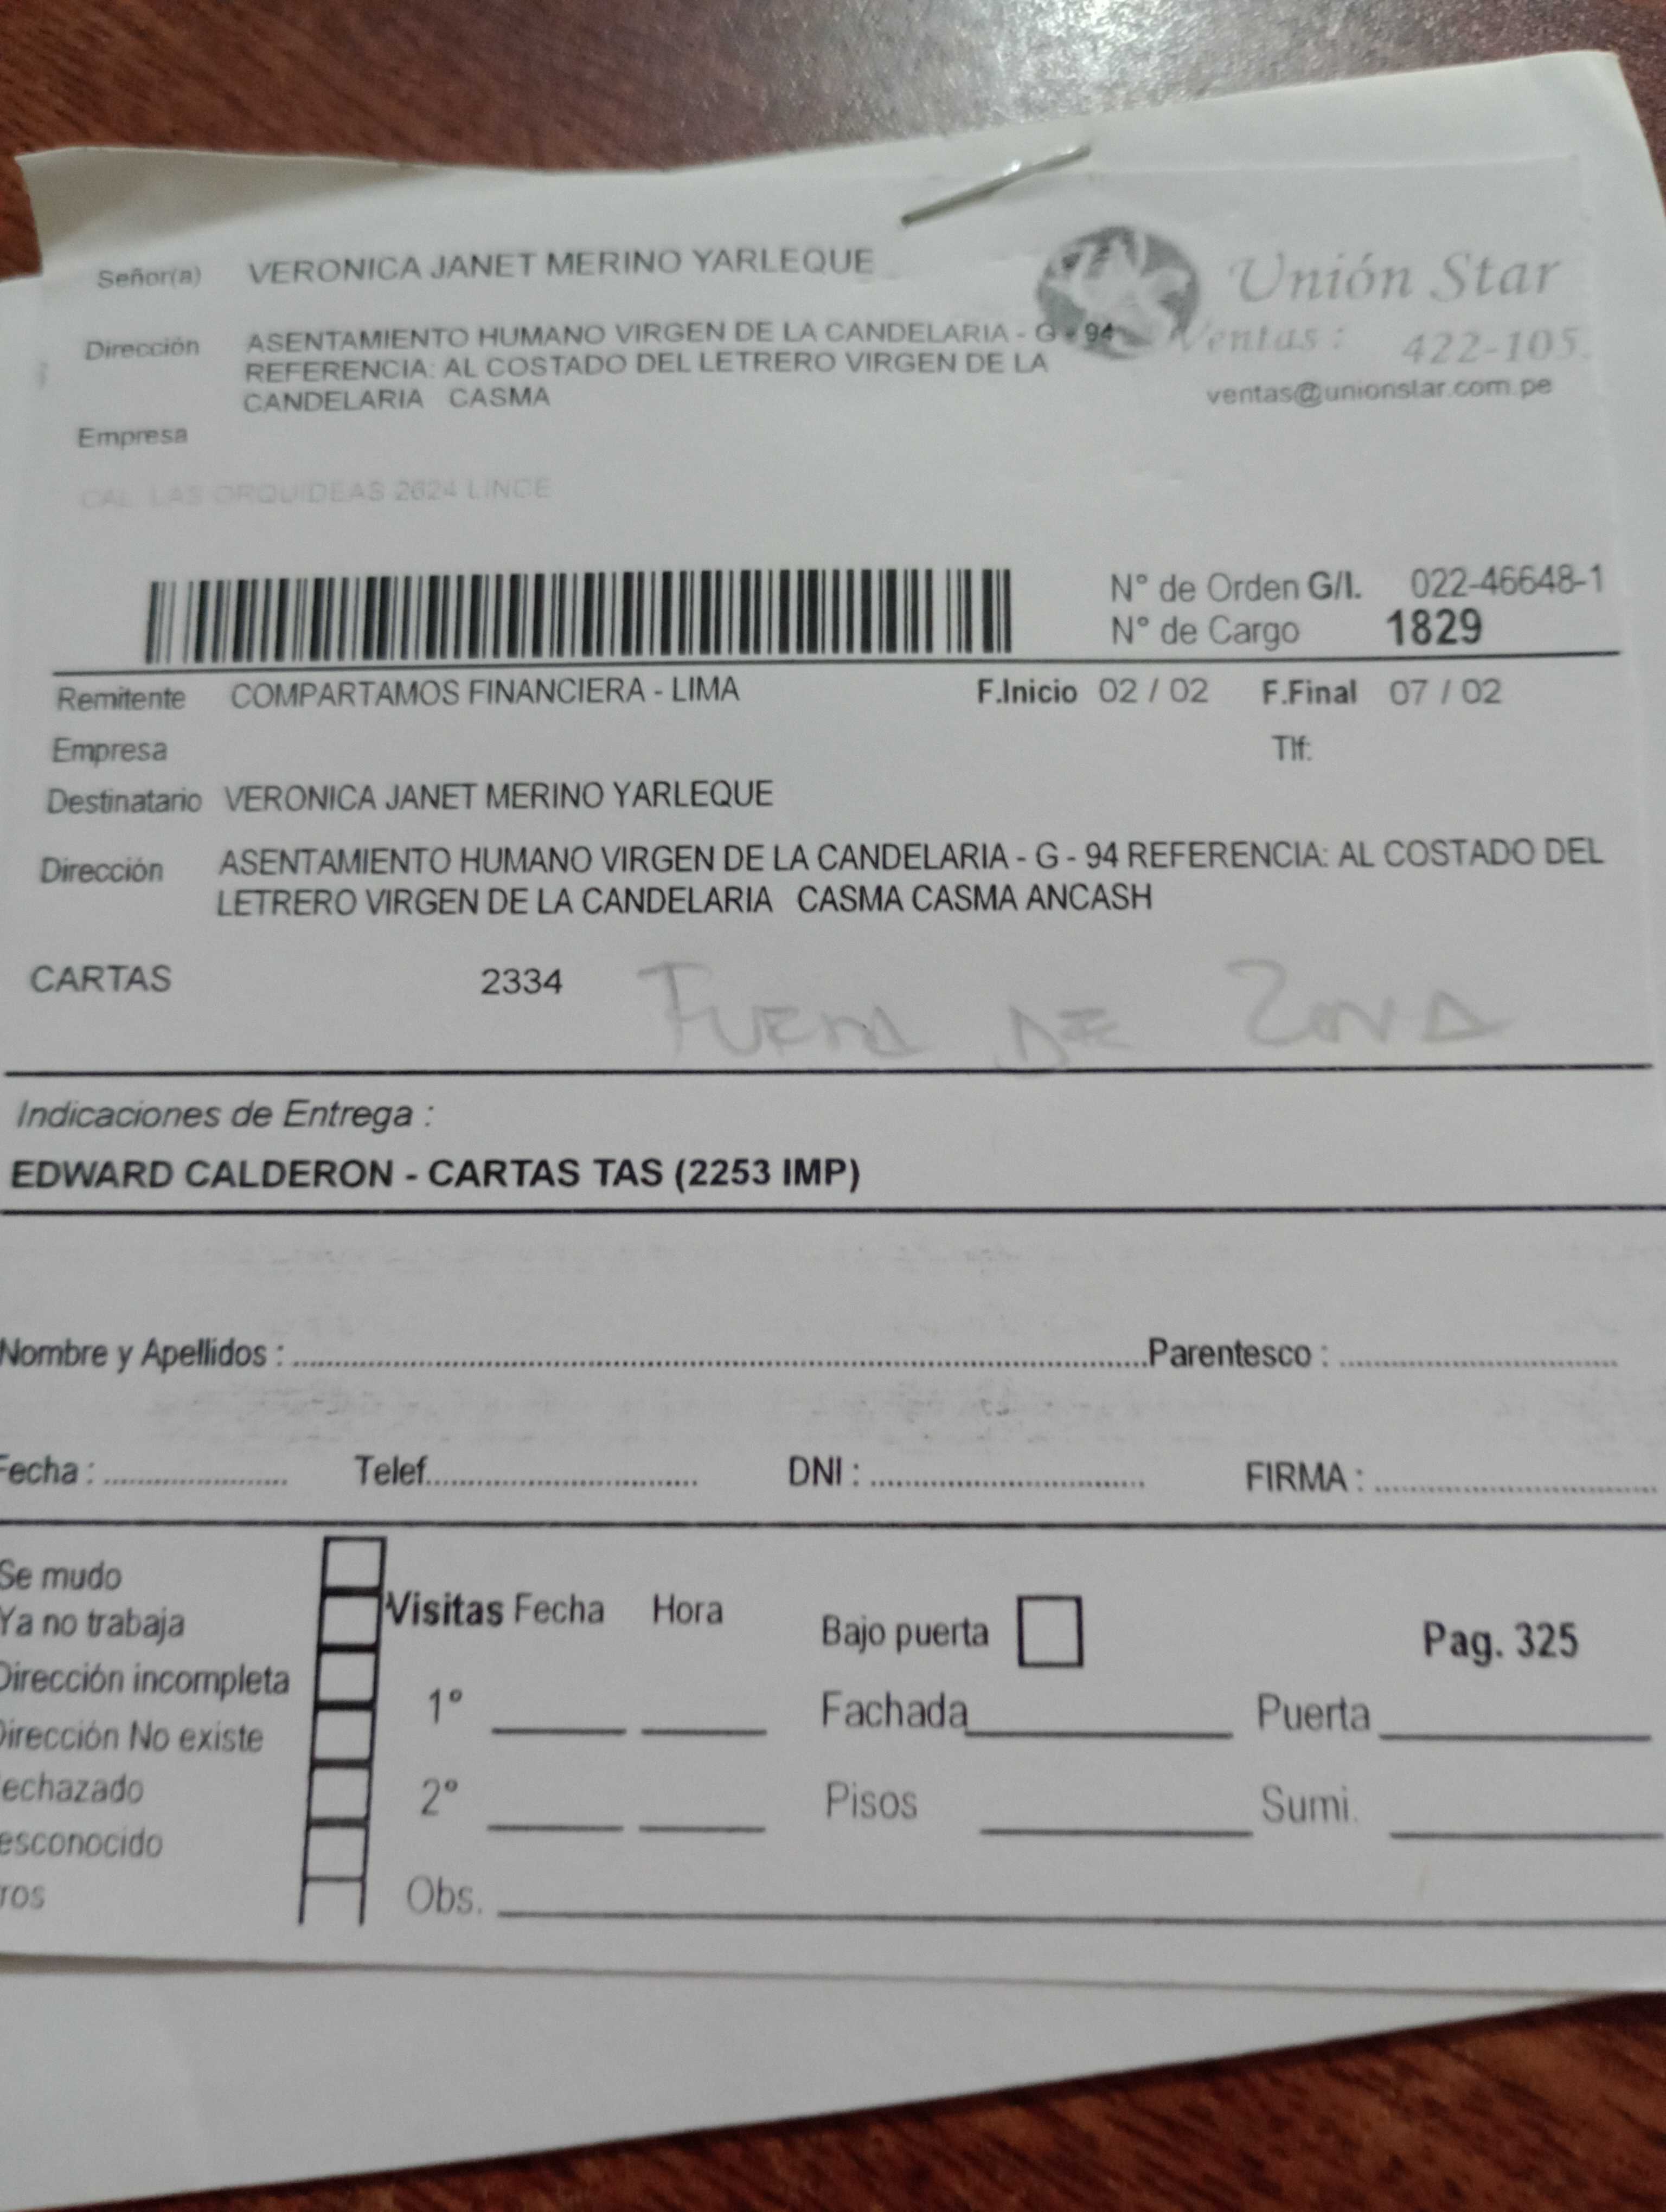 Señor(a) VERONICA JANET MERINO YARLEQUE
Unión Star
Dirección ASENTAMIENTO HUMANO VIRGEN DE LA CANDELARIA - G - 94
REFERENCIA: AL COSTADO DEL LETRERO VIRGEN DE LA
CANDELARIA CASMA
Ventas: 422-105
ventas@unionstar.com.pe
Empresa
CAL LAS ORQUIDEAS 2624 LINCE
N° de Orden G/I. 022-46648-1
N° de Cargo 1829
Remitente COMPARTAMOS FINANCIERA - LIMA F.Inicio 02 / 02 F.Final 07 / 02
Empresa Tlf:
Destinatario VERONICA JANET MERINO YARLEQUE
Dirección ASENTAMIENTO HUMANO VIRGEN DE LA CANDELARIA - G - 94 REFERENCIA: AL COSTADO DEL
LETRERO VIRGEN DE LA CANDELARIA CASMA CASMA ANCASH
CARTAS 2334 FUERA DE ZONA
Indicaciones de Entrega :
EDWARD CALDERON - CARTAS TAS (2253 IMP)
Nombre y Apellidos : Parentesco :
Fecha : Telef. DNI : FIRMA :
Se mudo
Ya no trabaja
Visitas Fecha Hora Bajo puerta Pag. 325
Dirección incompleta
1° Fachada Puerta
Dirección No existe
echazado
2° Pisos Sumi.
esconocido
ros
Obs.